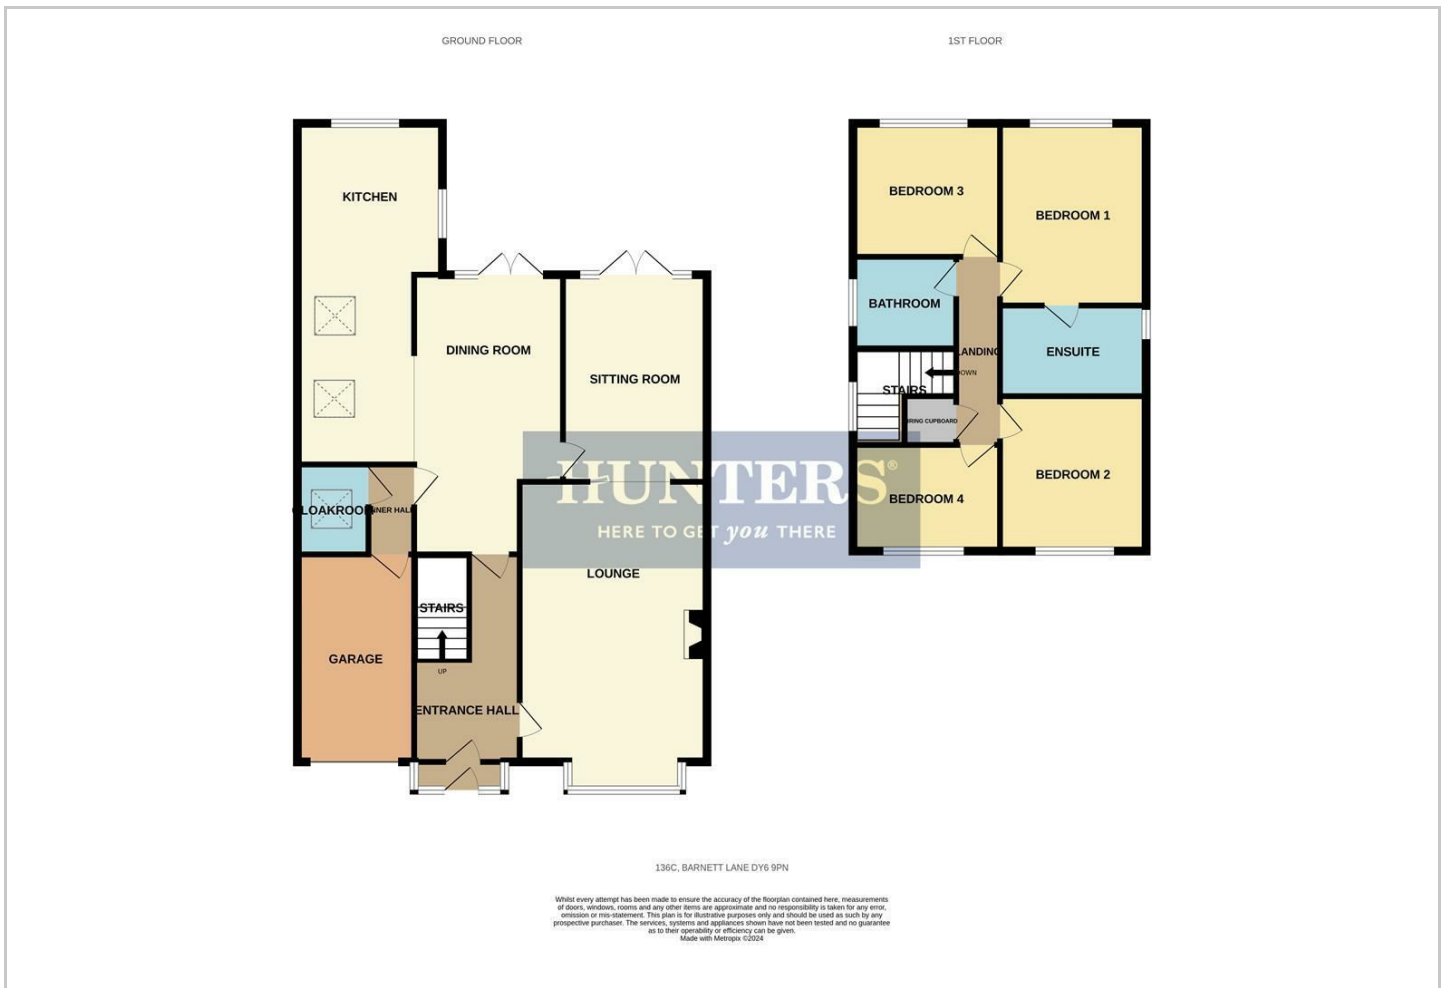 GROUND FLOOR
1ST FLOOR
KITCHEN
DINING ROOM
SITTING ROOM
CLOAKROOM
INNER HALL
LOUNGE
STAIRS
UP
GARAGE
ENTRANCE HALL
BEDROOM 3
BEDROOM 1
BATHROOM
LANDING
ENSUITE
DOWN
STAIRS
AIRING CUPBOARD
BEDROOM 4
BEDROOM 2
HUNTERS®
HERE TO GET you THERE
136C, BARNETT LANE DY6 9PN
Whilst every attempt has been made to ensure the accuracy of the floorplan contained here, measurements
of doors, windows, rooms and any other items are approximate and no responsibility is taken for any error,
omission or mis-statement. This plan is for illustrative purposes only and should be used as such by any
prospective purchaser. The services, systems and appliances shown have not been tested and no guarantee
as to their operability or efficiency can be given.
Made with Metropix ©2024